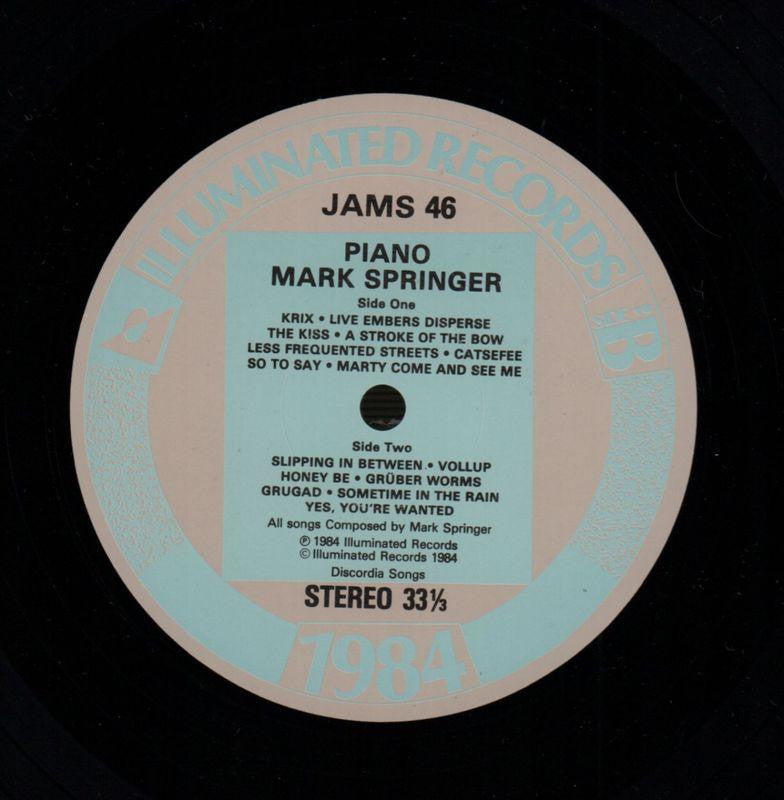 ILLUMINATED RECORDS
JAMS 46
PIANO
MARK SPRINGER
Side One
KRIX • LIVE EMBERS DISPERSE
THE KISS • A STROKE OF THE BOW
LESS FREQUENTED STREETS • CATSEFEE
SO TO SAY • MARTY COME AND SEE ME
B
Side Two
SLIPPING IN BETWEEN • VOLLUP
HONEY BE • GRÜBER WORMS
GRUGAD • SOMETIME IN THE RAIN
YES, YOU'RE WANTED
All songs Composed by Mark Springer
℗ 1984 Illuminated Records
© Illuminated Records 1984
Discordia Songs
STEREO 33⅓
1984